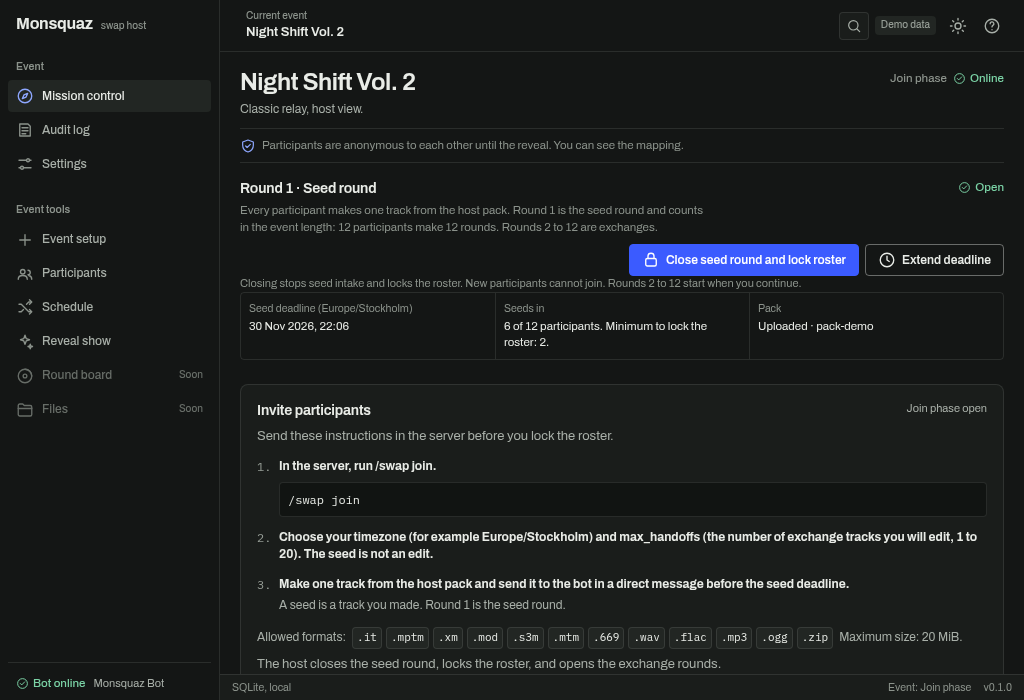 Monsquaz swap host
Event
Mission control
Audit log
Settings
Event tools
Event setup
Participants
Schedule
Reveal show
Round board Soon
Files Soon
Bot online Monsquaz Bot
Current event
Night Shift Vol. 2
Demo data
Night Shift Vol. 2
Join phase Online
Classic relay, host view.
Participants are anonymous to each other until the reveal. You can see the mapping.
Round 1 · Seed round
Open
Every participant makes one track from the host pack. Round 1 is the seed round and counts
in the event length: 12 participants make 12 rounds. Rounds 2 to 12 are exchanges.
Close seed round and lock roster
Extend deadline
Closing stops seed intake and locks the roster. New participants cannot join. Rounds 2 to 12 start when you continue.
Seed deadline (Europe/Stockholm)
30 Nov 2026, 22:06
Seeds in
6 of 12 participants. Minimum to lock the
roster: 2.
Pack
Uploaded · pack-demo
Invite participants
Join phase open
Send these instructions in the server before you lock the roster.
1. In the server, run /swap join.
/swap join
2. Choose your timezone (for example Europe/Stockholm) and max_handoffs (the number of exchange tracks you will edit, 1 to
20). The seed is not an edit.
3. Make one track from the host pack and send it to the bot in a direct message before the seed deadline.
A seed is a track you made. Round 1 is the seed round.
Allowed formats: .it .mptm .xm .mod .s3m .mtm .669 .wav .flac .mp3 .ogg .zip Maximum size: 20 MiB.
The host closes the seed round, locks the roster, and opens the exchange rounds.
SQLite, local
Event: Join phase v0.1.0